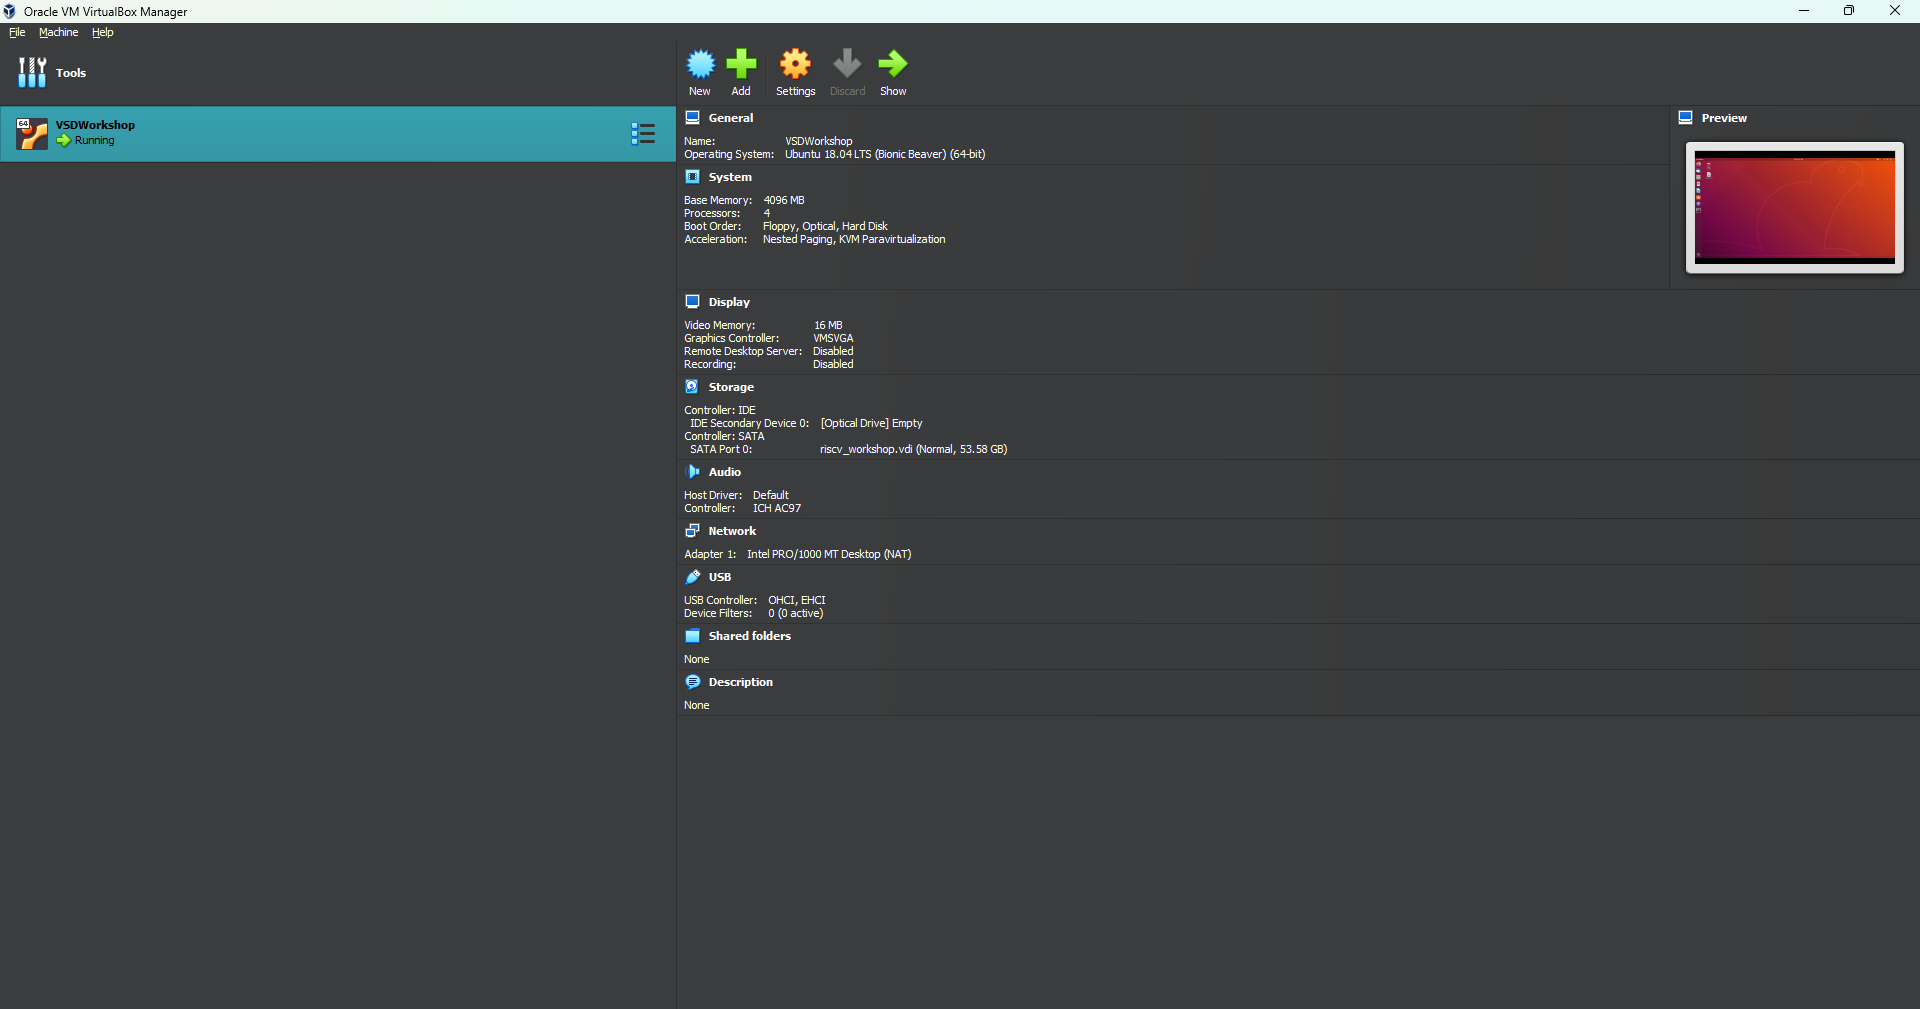 Oracle VM VirtualBox Manager
File Machine Help
Tools
New Add Settings Discard Show
64
VSDWorkshop
Running
General
Name: VSDWorkshop
Operating System: Ubuntu 18.04 LTS (Bionic Beaver) (64-bit)
Preview
System
Base Memory: 4096 MB
Processors: 4
Boot Order: Floppy, Optical, Hard Disk
Acceleration: Nested Paging, KVM Paravirtualization
Display
Video Memory: 16 MB
Graphics Controller: VMSVGA
Remote Desktop Server: Disabled
Recording: Disabled
Storage
Controller: IDE
IDE Secondary Device 0: [Optical Drive] Empty
Controller: SATA
SATA Port 0: riscv_workshop.vdi (Normal, 53.58 GB)
Audio
Host Driver: Default
Controller: ICH AC97
Network
Adapter 1: Intel PRO/1000 MT Desktop (NAT)
USB
USB Controller: OHCI, EHCI
Device Filters: 0 (0 active)
Shared folders
None
Description
None